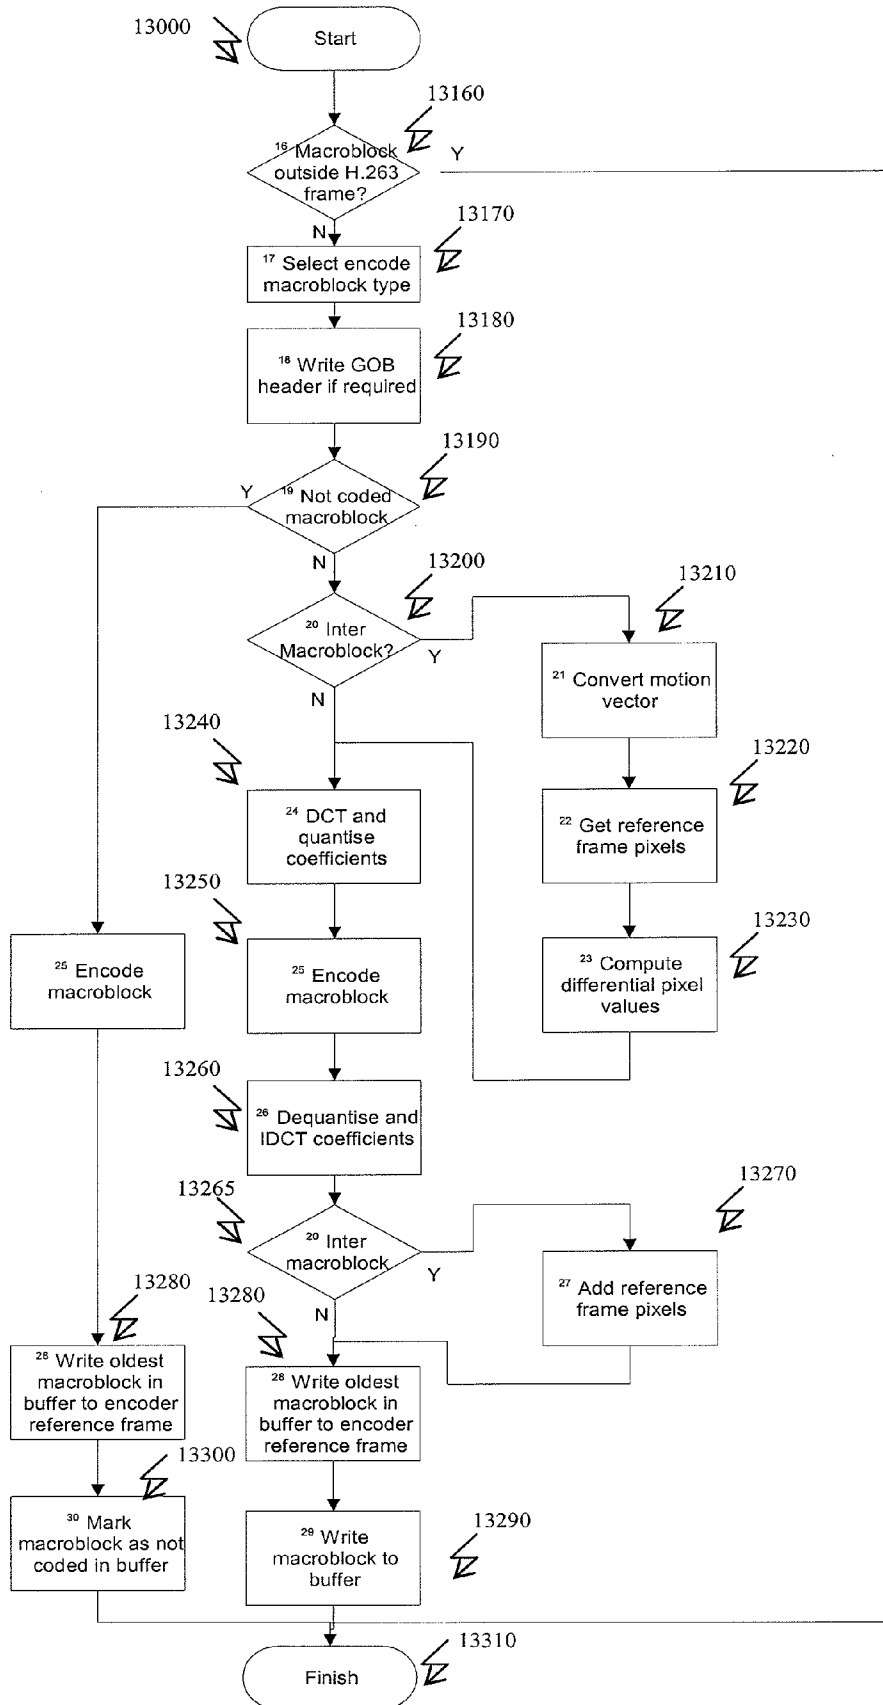 13000
Start
13160
16 Macroblock
outside H.263
frame?
Y
N
13170
17 Select encode
macroblock type
13180
18 Write GOB
header if required
13190
Y
19 Not coded
macroblock
N
13200
20 Inter
Macroblock?
Y
N
13210
21 Convert motion
vector
13220
22 Get reference
frame pixels
13230
23 Compute
differential pixel
values
13240
24 DCT and
quantise
coefficients
13250
25 Encode
macroblock
25 Encode
macroblock
13260
26 Dequantise and
IDCT coefficients
13265
20 Inter
macroblock
Y
N
13270
27 Add reference
frame pixels
13280
28 Write oldest
macroblock in
buffer to encoder
reference frame
13280
28 Write oldest
macroblock in
buffer to encoder
reference frame
13300
30 Mark
macroblock as not
coded in buffer
13290
29 Write
macroblock to
buffer
13310
Finish